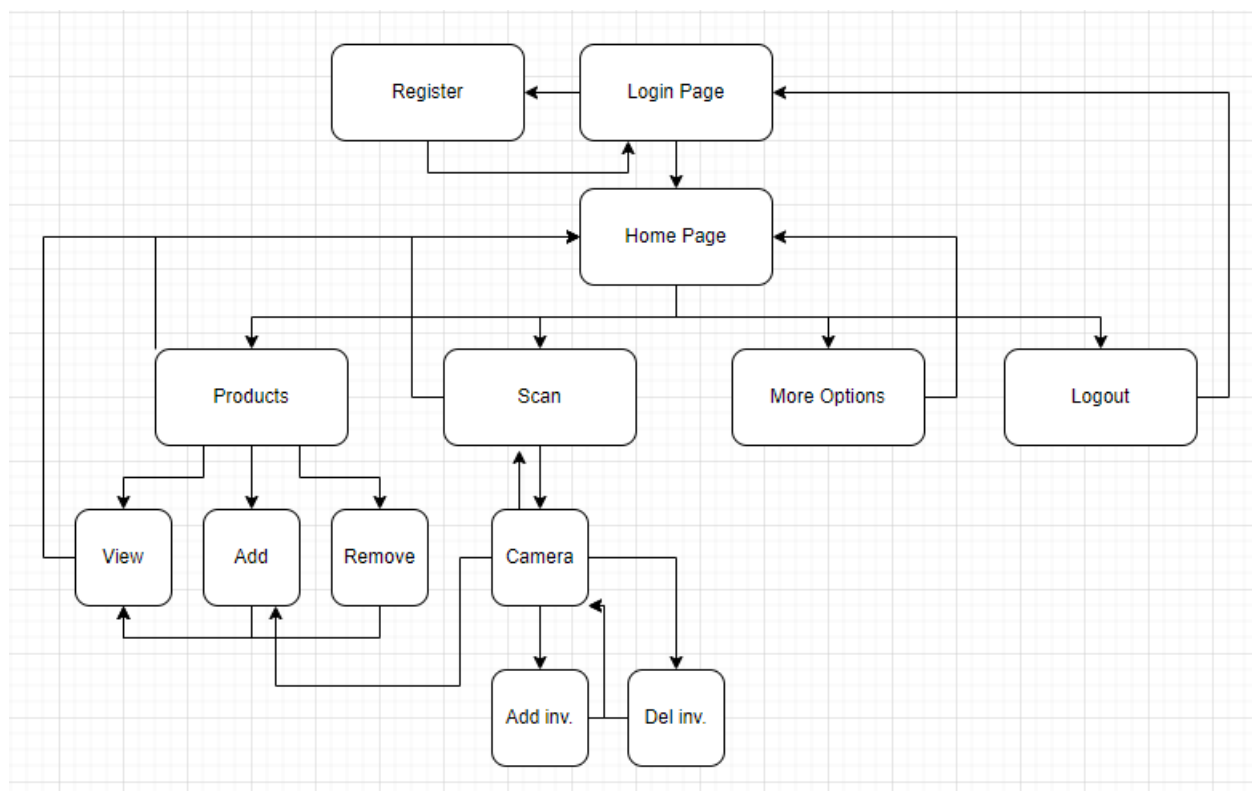 Register
Login Page
Home Page
Products
Scan
More Options
Logout
View
Add
Remove
Camera
Add inv.
Del inv.